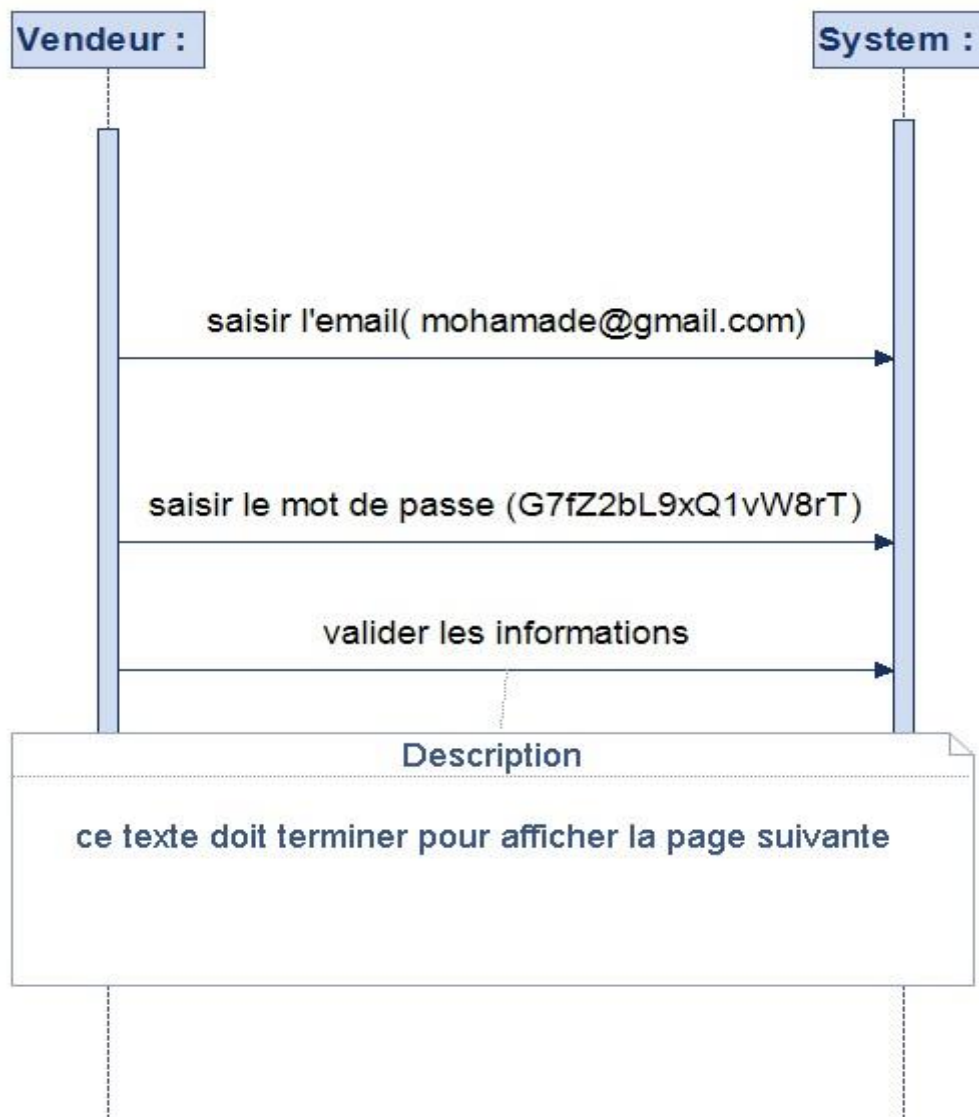 Vendeur :
System :
saisir l'email( mohamade@gmail.com)
saisir le mot de passe (G7fZ2bL9xQ1vW8rT)
valider les informations
Description
ce texte doit terminer pour afficher la page suivante